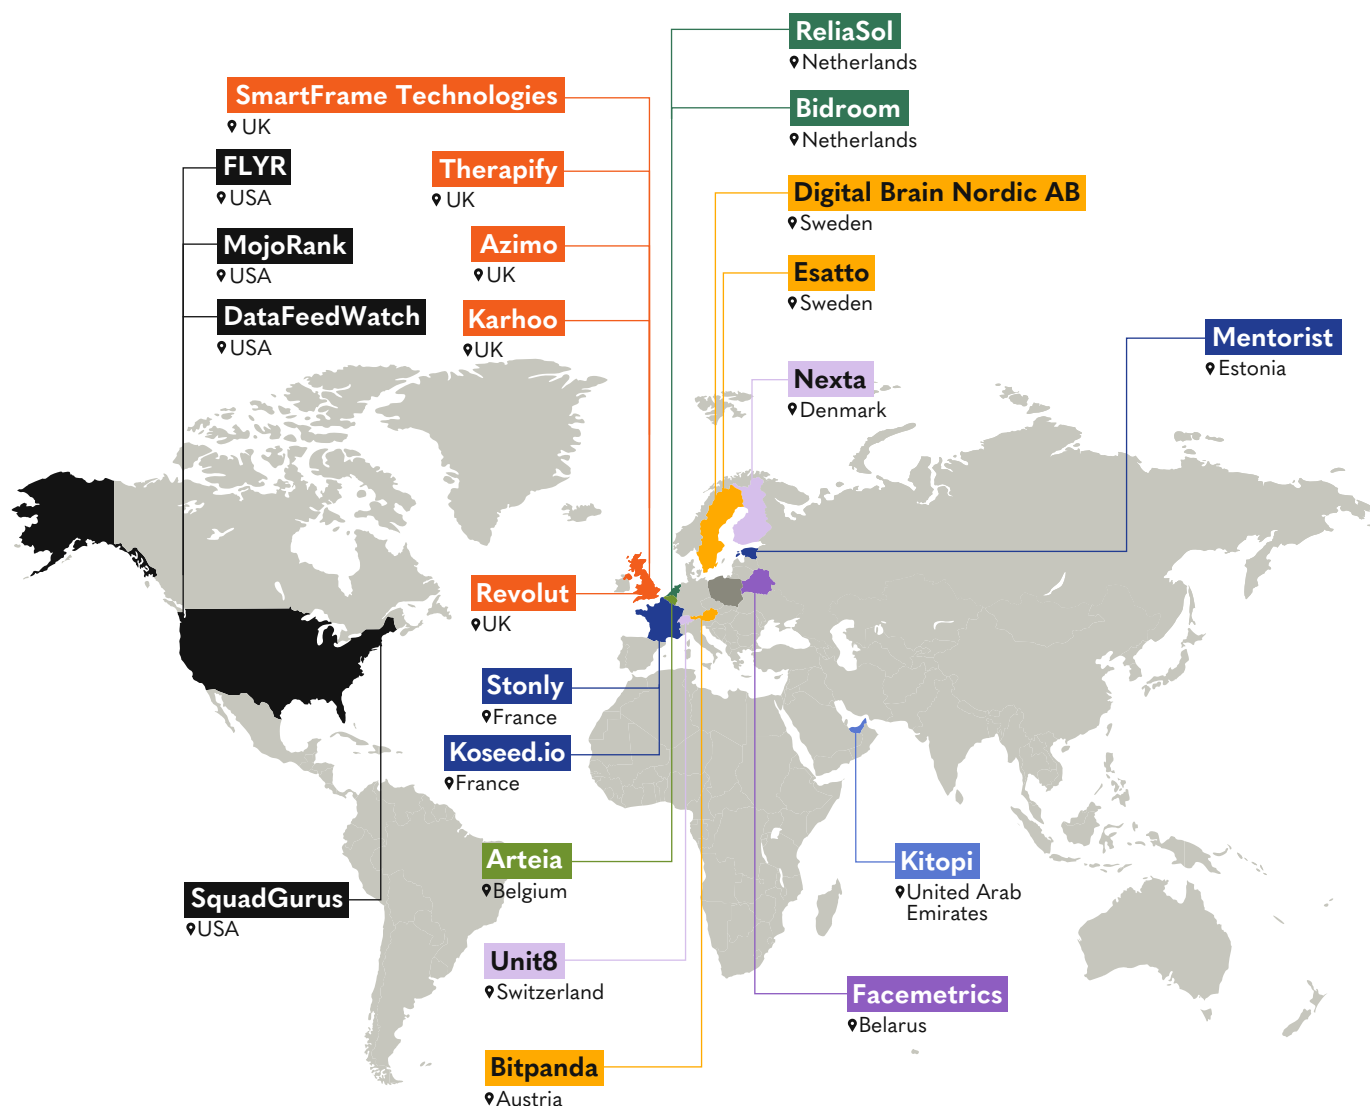 ReliaSol
Netherlands
SmartFrame Technologies
UK
Bidroom
Netherlands
FLYR
USA
Therapify
UK
Digital Brain Nordic AB
Sweden
MojoRank
USA
Azimo
UK
Esatto
Sweden
DataFeedWatch
USA
Karhoo
UK
Mentorist
Estonia
Nexta
Denmark
Revolut
UK
Stonly
France
Koseed.io
France
Arteia
Belgium
Kitopi
United Arab
Emirates
SquadGurus
USA
Unit8
Switzerland
Facemetrics
Belarus
Bitpanda
Austria